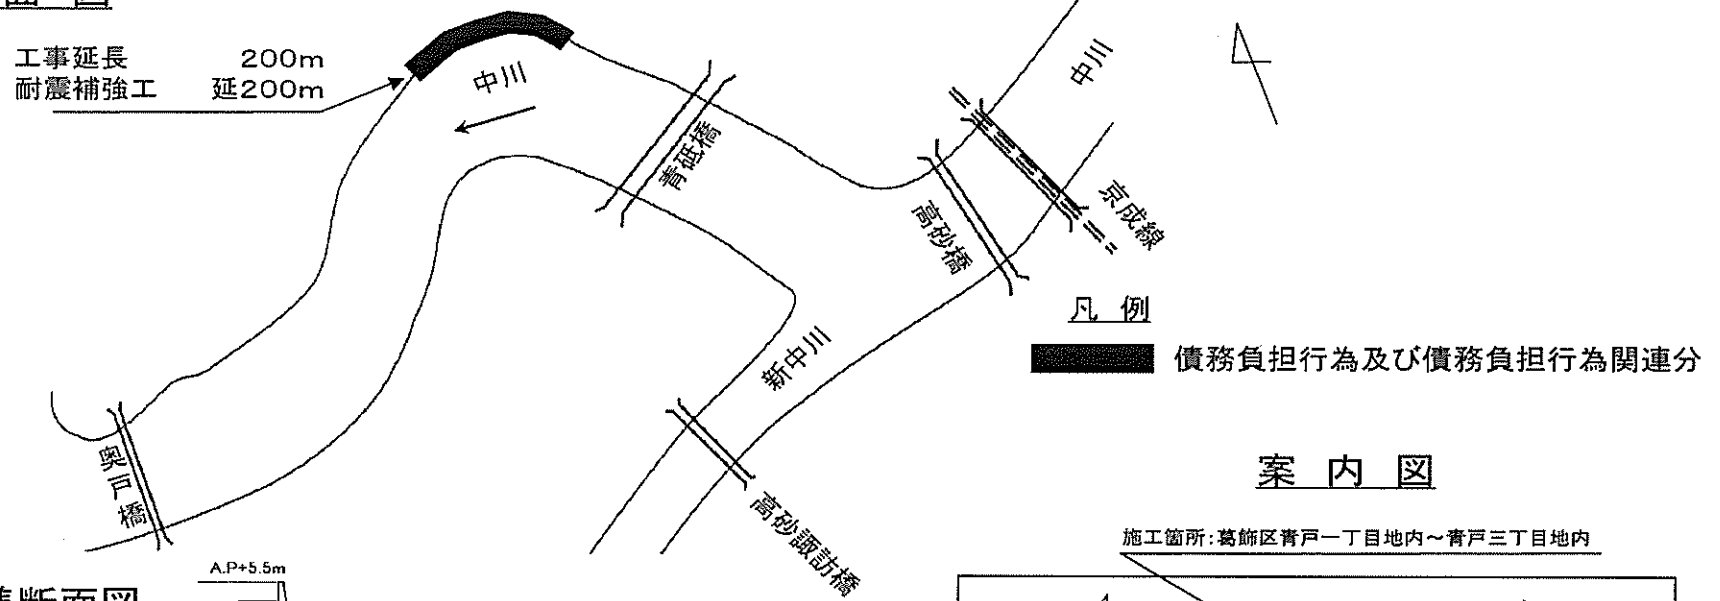 工事延長 200m
耐震補強工 延200m
中川
青砥橋
中川
京成線
高砂橋
凡 例
債務負担行為及び債務負担行為関連分
新中川
高砂諏訪橋
奥戸橋
案 内 図
施工箇所:葛飾区青戸一丁目地内～青戸三丁目地内
A.P+5.5m